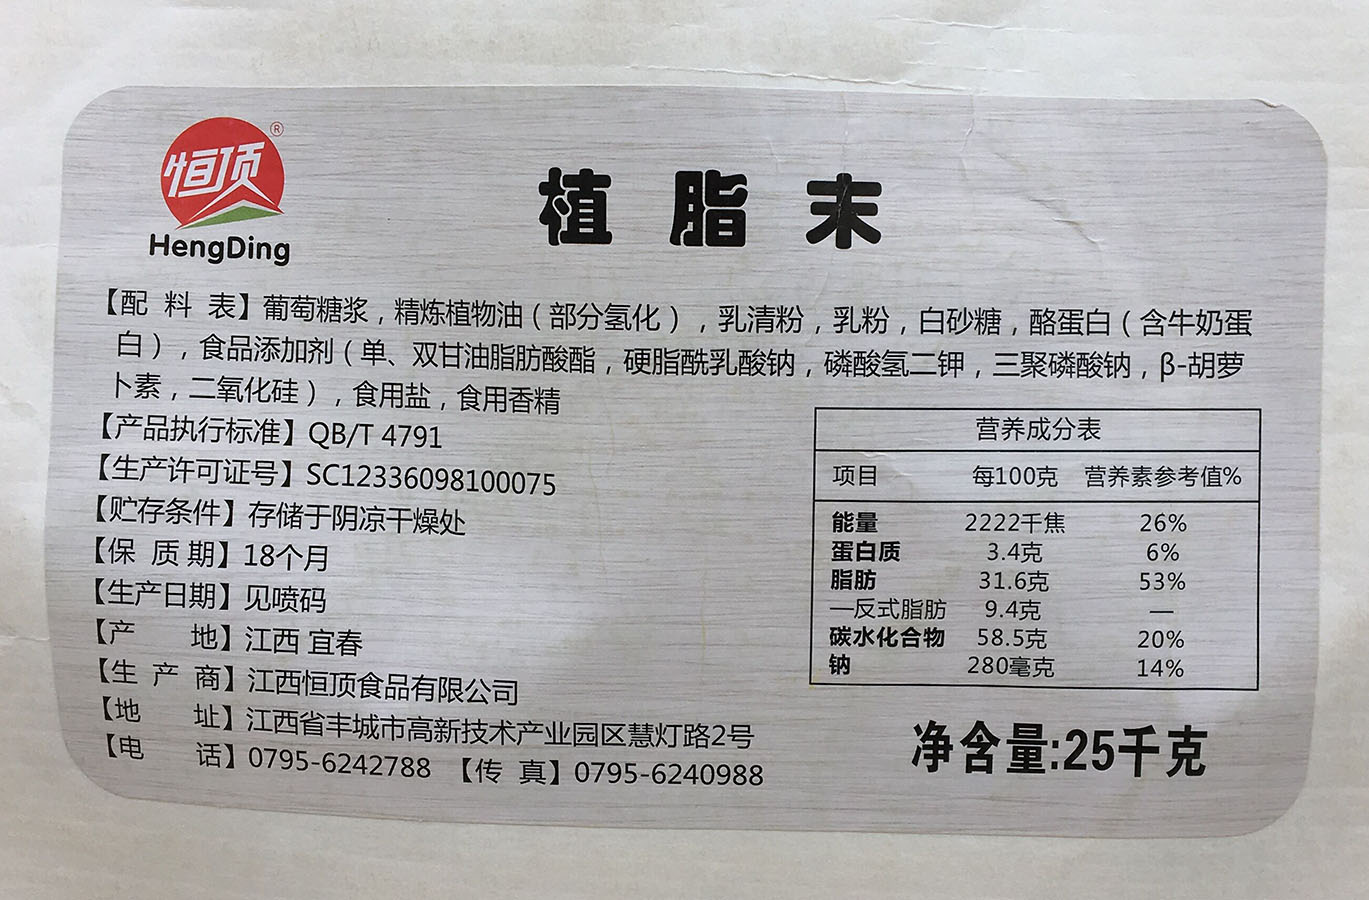 恒顶®
HengDing
植脂末
【配 料 表】葡萄糖浆，精炼植物油（部分氢化），乳清粉，乳粉，白砂糖，酪蛋白（含牛奶蛋
白），食品添加剂（单、双甘油脂肪酸酯，硬脂酰乳酸钠，磷酸氢二钾，三聚磷酸钠，β-胡萝
卜素，二氧化硅），食用盐，食用香精
【产品执行标准】QB/T 4791
【生产许可证号】SC12336098100075
【贮存条件】存储于阴凉干燥处
【保 质 期】18个月
【生产日期】见喷码
【产 地】江西 宜春
【生 产 商】江西恒顶食品有限公司
【地 址】江西省丰城市高新技术产业园区慧灯路2号
【电 话】0795-6242788 【传 真】0795-6240988
营养成分表
项目 每100克 营养素参考值%
能量 2222千焦 26%
蛋白质 3.4克 6%
脂肪 31.6克 53%
—反式脂肪 9.4克 —
碳水化合物 58.5克 20%
钠 280毫克 14%
净含量:25千克